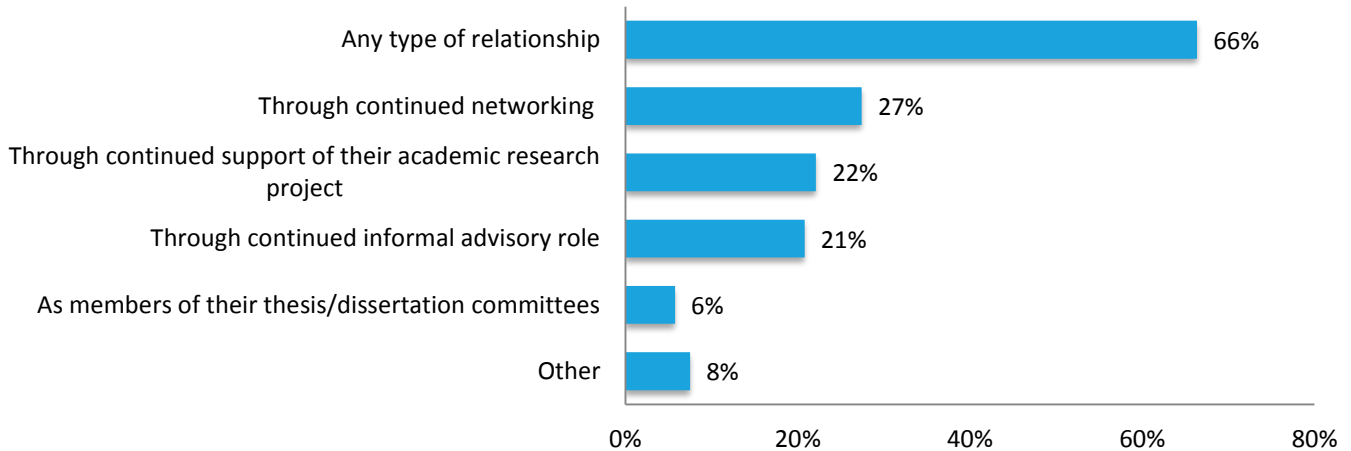 Any type of relationship
66%
Through continued networking
27%
Through continued support of their academic research
project
22%
Through continued informal advisory role
21%
As members of their thesis/dissertation committees
6%
Other
8%
0%
20%
40%
60%
80%